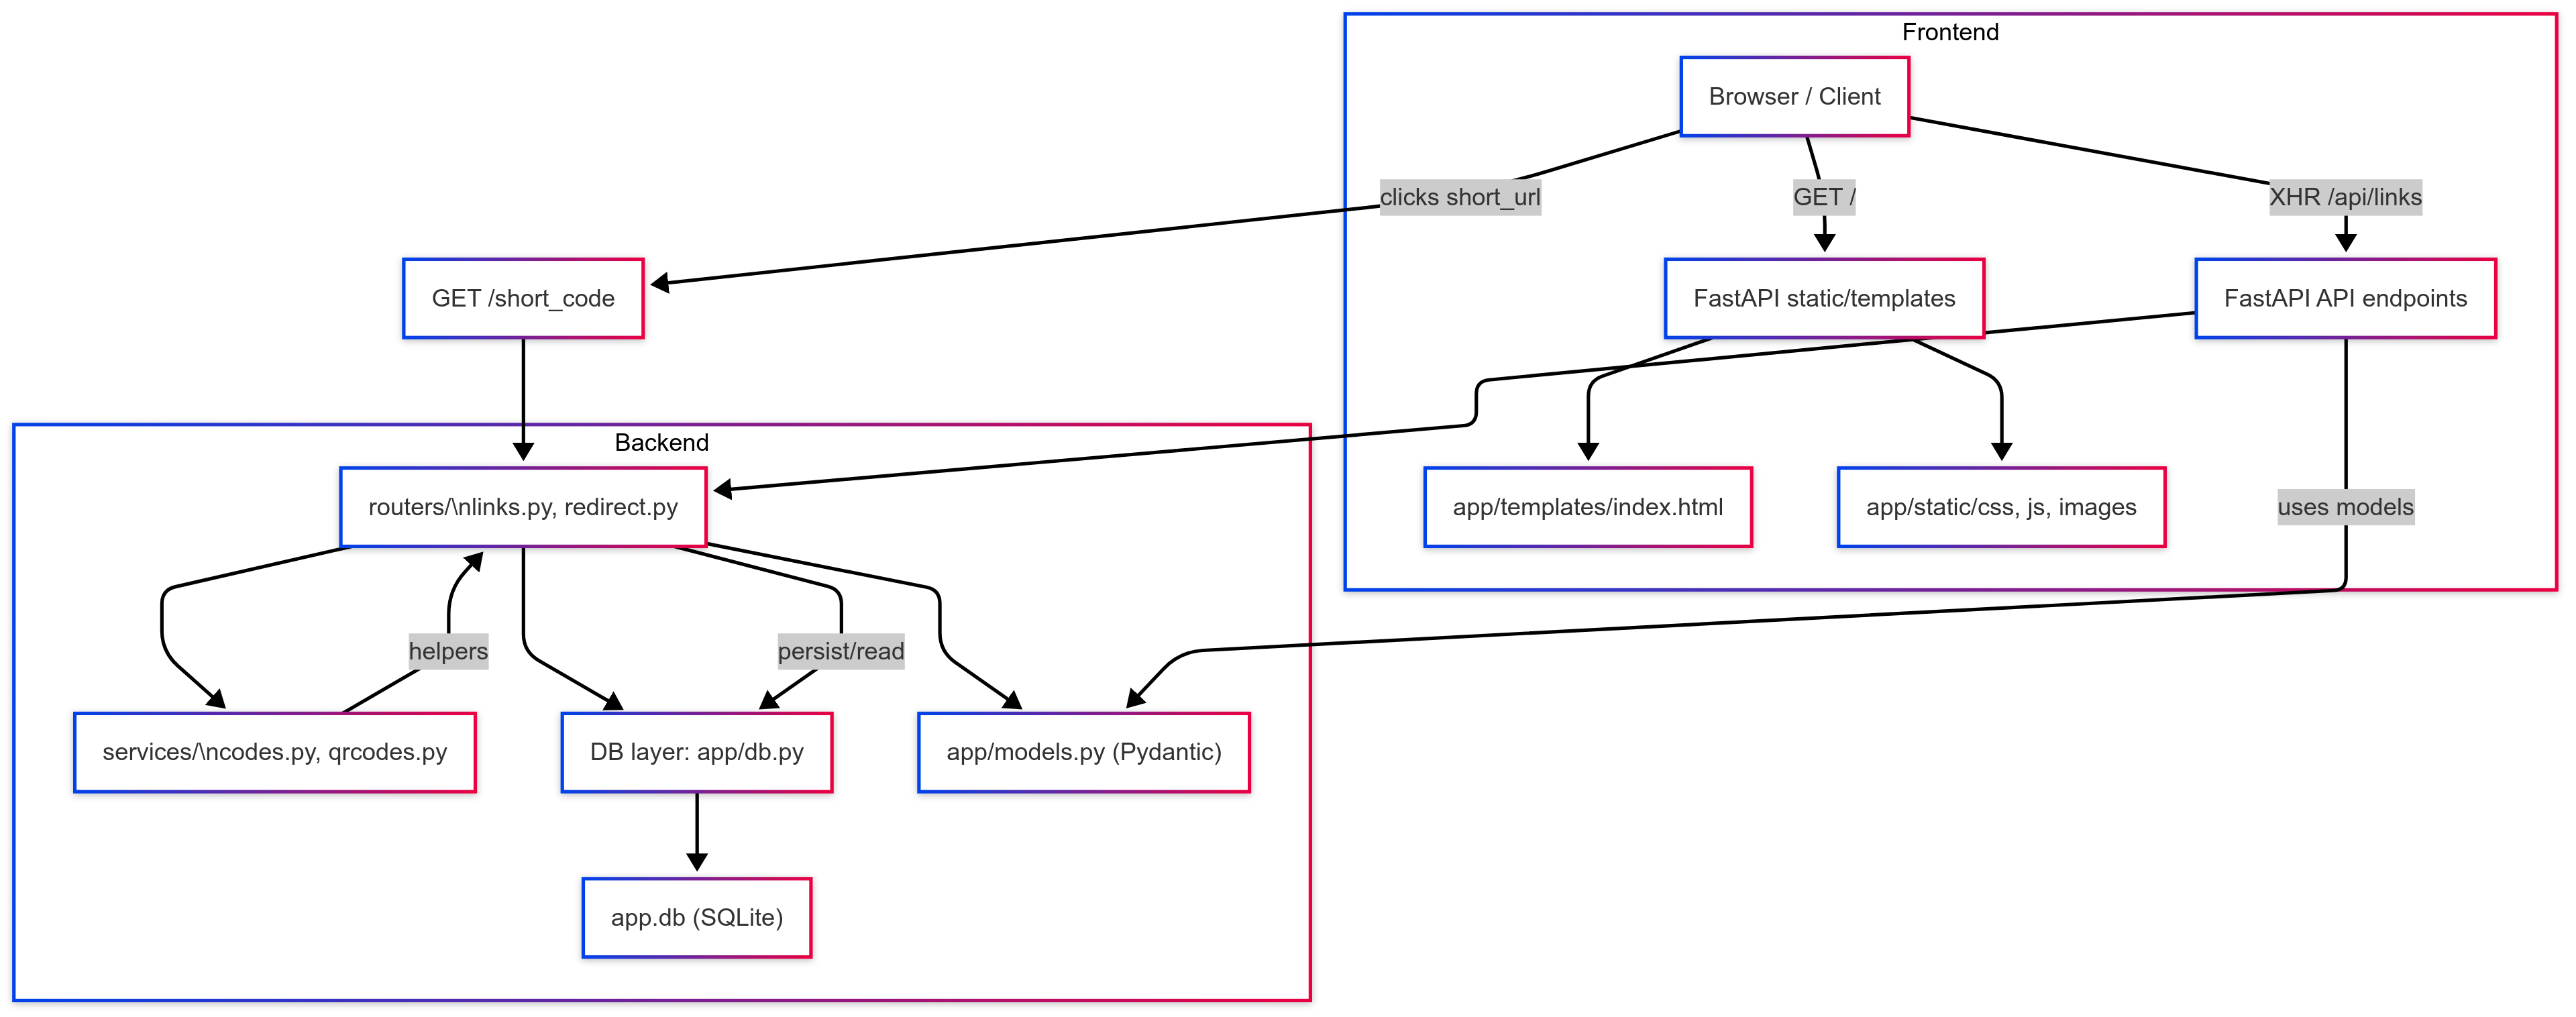 Frontend
Browser / Client
clicks short_url
GET /
XHR /api/links
GET /short_code
FastAPI static/templates
FastAPI API endpoints
Backend
routers/\nlinks.py, redirect.py
app/templates/index.html
app/static/css, js, images
uses models
helpers
persist/read
services/\ncodes.py, qrcodes.py
DB layer: app/db.py
app/models.py (Pydantic)
app.db (SQLite)